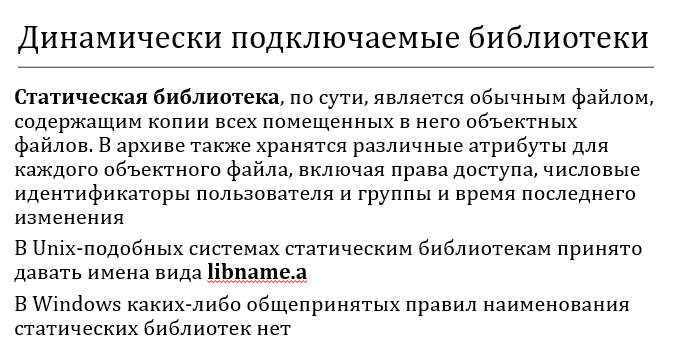 Динамически подключаемые библиотеки
Статическая библиотека, по сути, является обычным файлом,
содержащим копии всех помещенных в него объектных
файлов. В архиве также хранятся различные атрибуты для
каждого объектного файла, включая права доступа, числовые
идентификаторы пользователя и группы и время последнего
изменения
В Unix-подобных системах статическим библиотекам принято
давать имена вида libname.a
В Windows каких-либо общепринятых правил наименования
статических библиотек нет